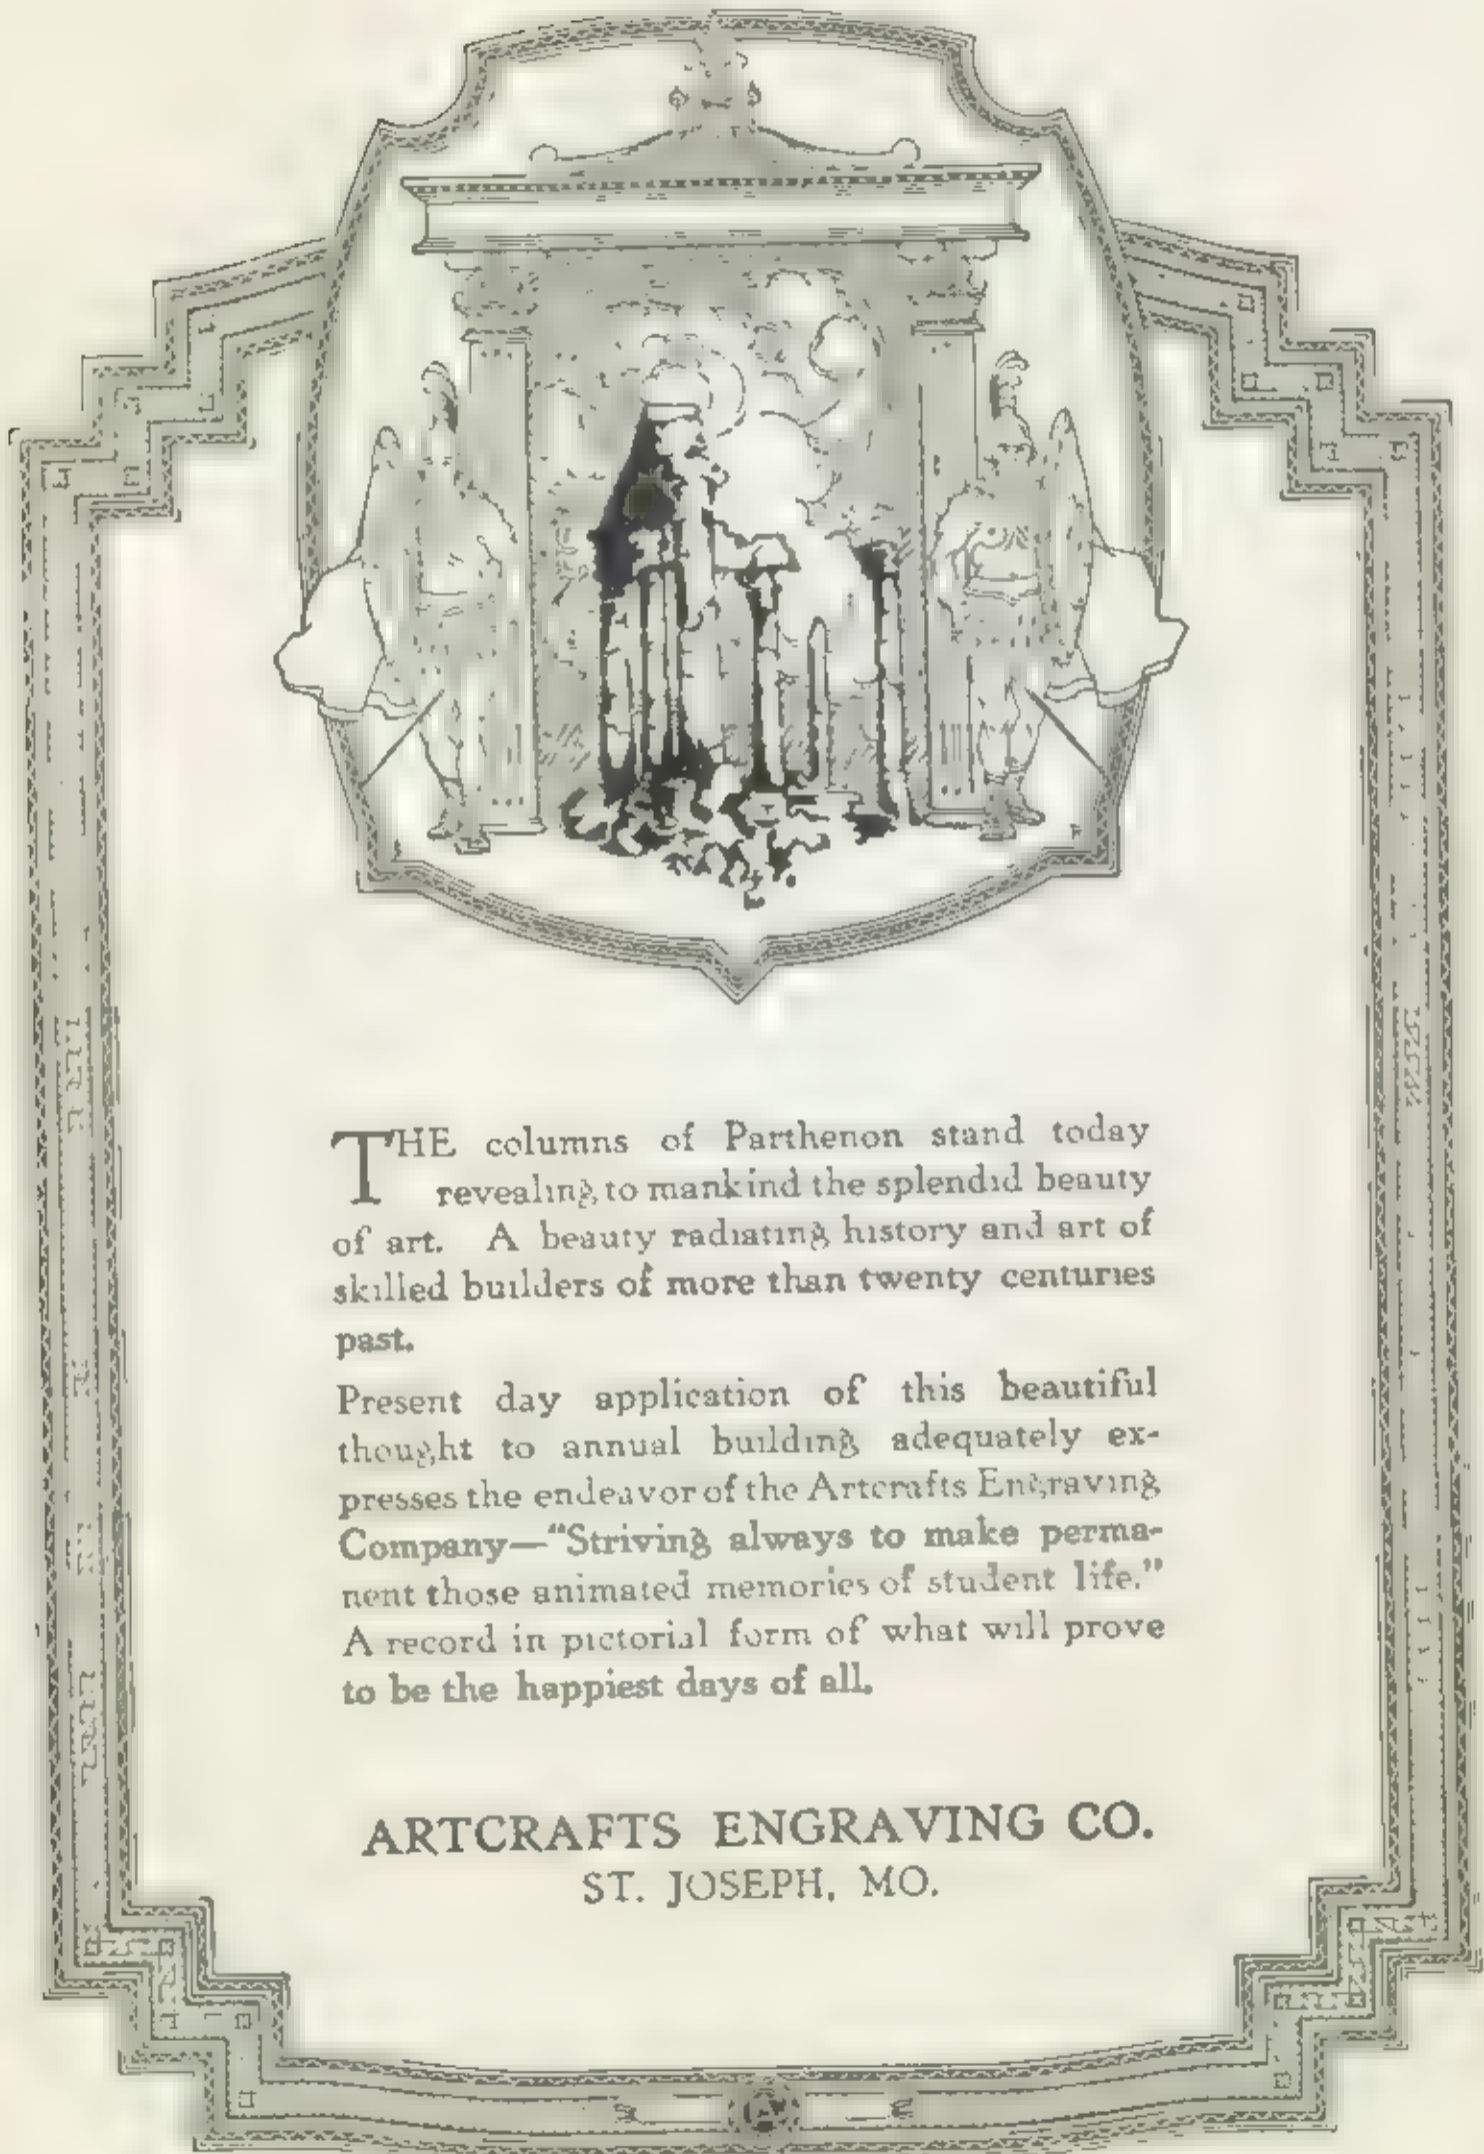 THE columns of Parthenon stand today
revealing to mankind the splendid beauty
of art. A beauty radiating history and art of
skilled builders of more than twenty centuries
past.
Present day application of this beautiful
thought to annual building adequately ex-
presses the endeavor of the Artcrafts Engraving
Company—"Striving always to make perma-
nent those animated memories of student life."
A record in pictorial form of what will prove
to be the happiest days of all.
ARTCRAFTS ENGRAVING CO.
ST. JOSEPH, MO.